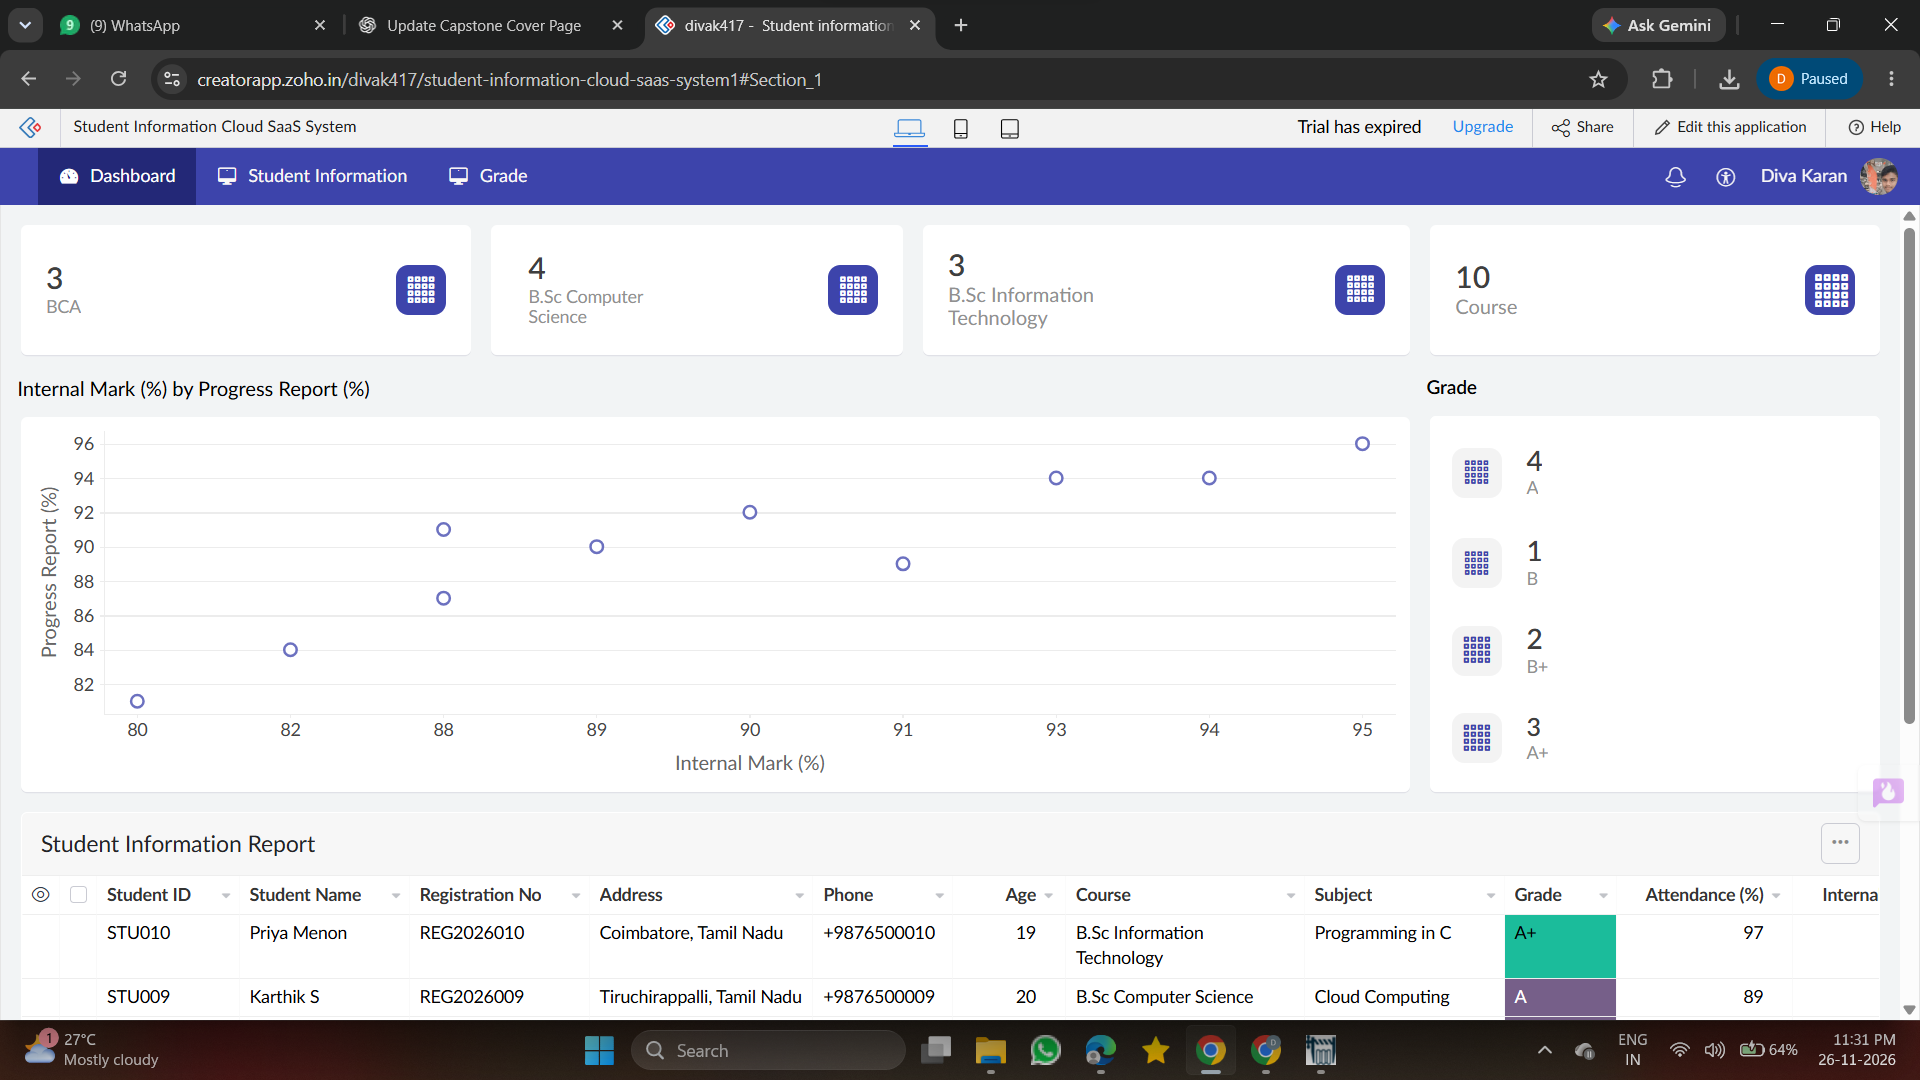 9
(9) WhatsApp
Update Capstone Cover Page
divak417 - Student information
Ask Gemini
creatorapp.zoho.in/divak417/student-information-cloud-saas-system1#Section_1
D
Paused
Student Information Cloud SaaS System
Trial has expired
Upgrade
Share
Edit this application
Help
Dashboard
Student Information
Grade
Diva Karan
3
BCA
4
B.Sc Computer
Science
3
B.Sc Information
Technology
10
Course
Internal Mark (%) by Progress Report (%)
Progress Report (%)
96
94
92
90
88
86
84
82
80 82 88 89 90 91 93 94 95
Internal Mark (%)
Grade
4
A
1
B
2
B+
3
A+
Student Information Report
Student ID Student Name Registration No Address Phone Age Course Subject Grade Attendance (%) Interna
STU010 Priya Menon REG2026010 Coimbatore, Tamil Nadu +9876500010 19 B.Sc Information Programming in C A+ 97
Technology
STU009 Karthik S REG2026009 Tiruchirappalli, Tamil Nadu +9876500009 20 B.Sc Computer Science Cloud Computing A 89
1
27°C
Mostly cloudy
Search
D
ENG
IN
64%
11:31 PM
26-11-2026